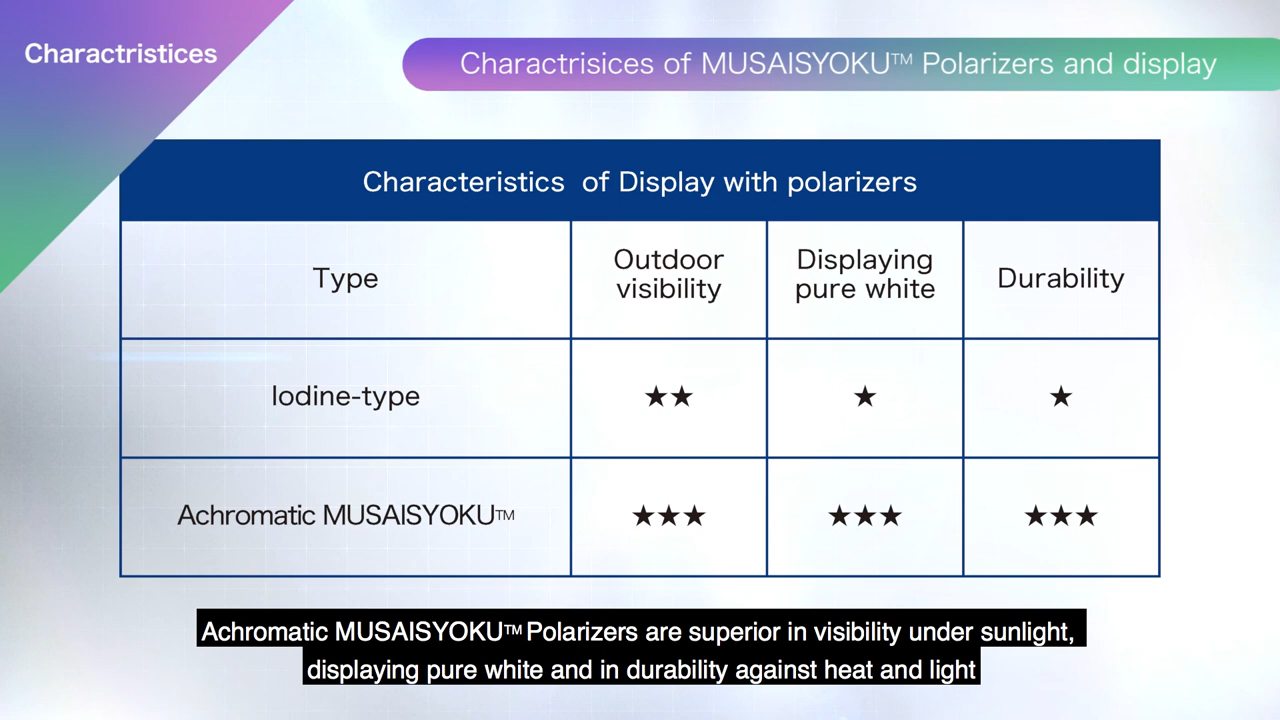 Charactristices
Charactrisices of MUSAISYOKU™ Polarizers and display
Characteristics of Display with polarizers
Type
Outdoor
visibility
Displaying
pure white
Durability
Iodine-type
★★
★
★
Achromatic MUSAISYOKU™
★★★
★★★
★★★
Achromatic MUSAISYOKU™ Polarizers are superior in visibility under sunlight,
displaying pure white and in durability against heat and light